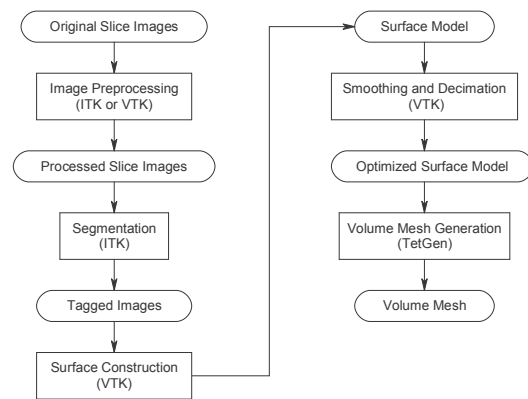 Original Slice Images
Image Preprocessing
(ITK or VTK)
Processed Slice Images
Segmentation
(ITK)
Tagged Images
Surface Construction
(VTK)
Surface Model
Smoothing and Decimation
(VTK)
Optimized Surface Model
Volume Mesh Generation
(TetGen)
Volume Mesh